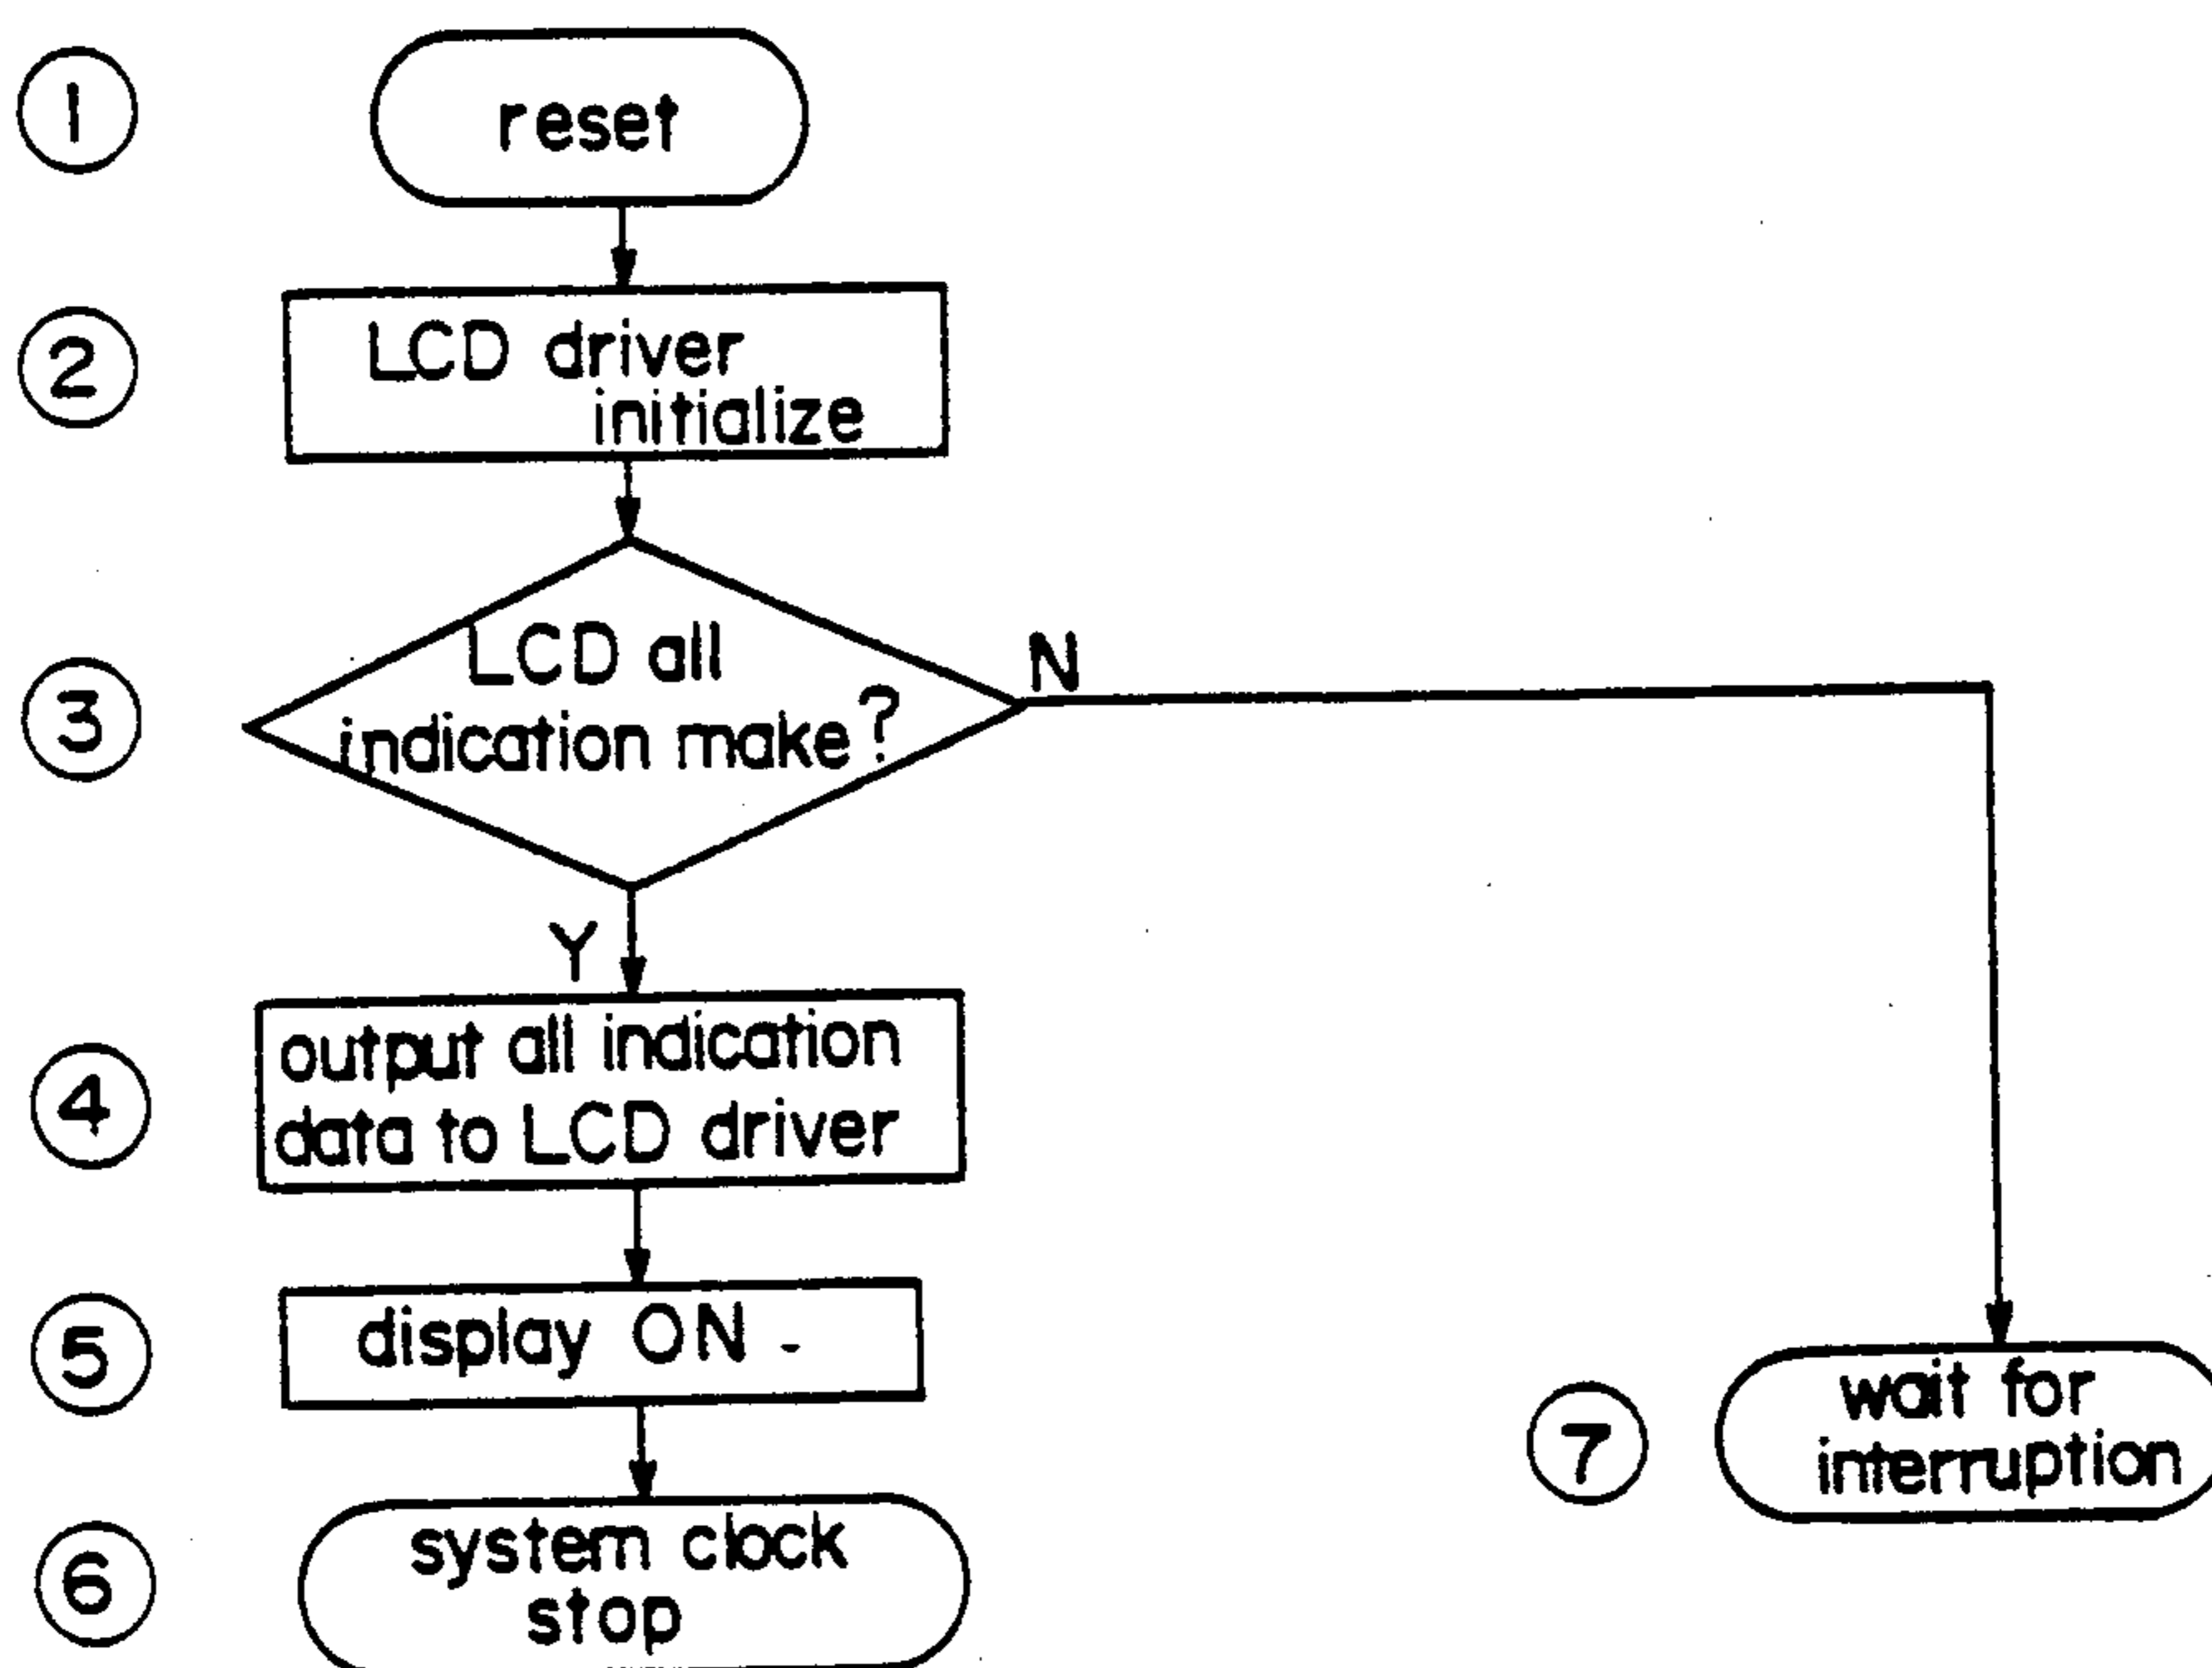 1
reset
2
LCD driver
initialize
3
LCD all
indication make?
N
Y
4
output all indication
data to LCD driver
5
display ON
6
system clock
stop
7
wait for
interruption